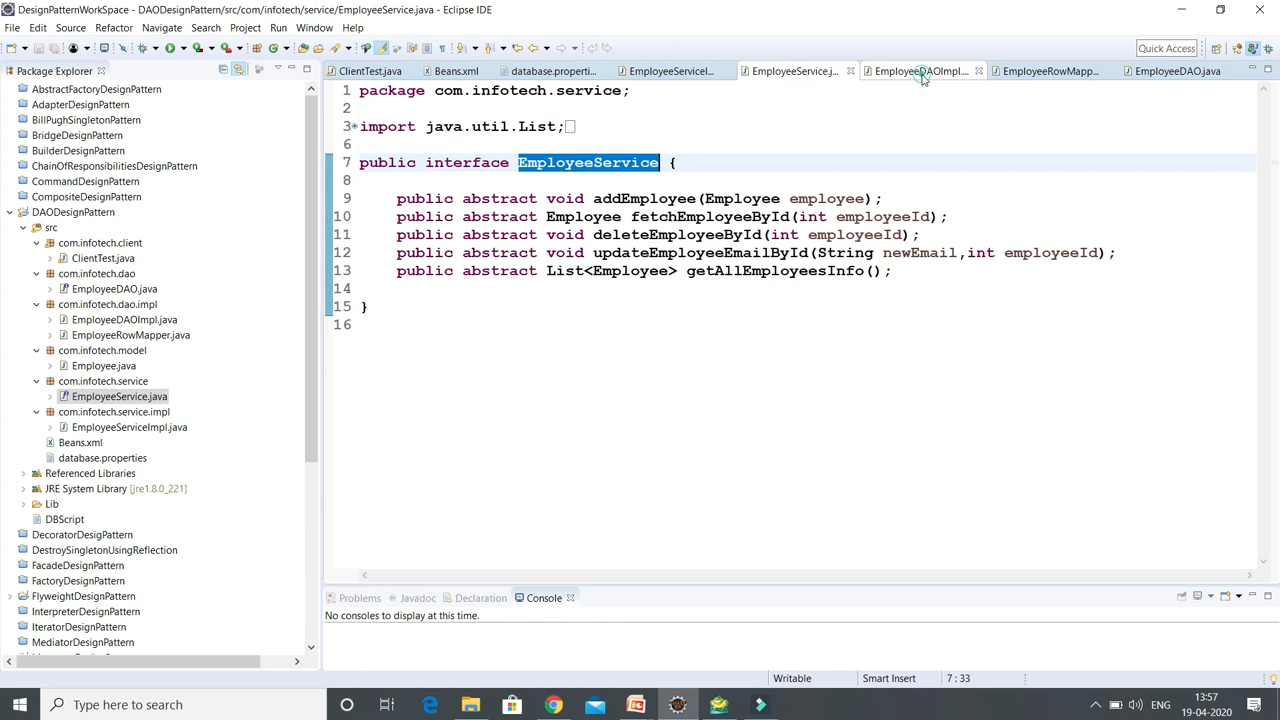 DesignPatternWorkSpace - DAODesignPattern/src/com/infotech/service/EmployeeService.java - Eclipse IDE
File Edit Source Refactor Navigate Search Project Run Window Help
Quick Access
Package Explorer
AbstractFactoryDesignPattern
AdapterDesignPattern
BillPughSingletonPattern
BridgeDesignPattern
BuilderDesignPattern
ChainOfResponsibilitiesDesignPattern
CommandDesignPattern
CompositeDesignPattern
DAODesignPattern
src
com.infotech.client
ClientTest.java
com.infotech.dao
EmployeeDAO.java
com.infotech.dao.impl
EmployeeDAOImpl.java
EmployeeRowMapper.java
com.infotech.model
Employee.java
com.infotech.service
EmployeeService.java
com.infotech.service.impl
EmployeeServiceImpl.java
Beans.xml
database.properties
Referenced Libraries
JRE System Library [jre1.8.0_221]
Lib
DBScript
DecoratorDesigPattern
DestroySingletonUsingReflection
FacadeDesignPattern
FactoryDesignPattern
FlyweightDesignPattern
InterpreterDesignPattern
IteratorDesignPattern
MediatorDesignPattern
ClientTest.java Beans.xml database.properti... EmployeeServiceI... EmployeeService.j... EmployeeDAOImpl.... EmployeeRowMapp... EmployeeDAO.java
1 package com.infotech.service;
2
3 import java.util.List;
6
7 public interface EmployeeService {
8
9 public abstract void addEmployee(Employee employee);
10 public abstract Employee fetchEmployeeById(int employeeId);
11 public abstract void deleteEmployeeById(int employeeId);
12 public abstract void updateEmployeeEmailById(String newEmail,int employeeId);
13 public abstract List<Employee> getAllEmployeesInfo();
14
15 }
16
Problems Javadoc Declaration Console
No consoles to display at this time.
Writable Smart Insert 7 : 33
Type here to search
ENG
13:57
19-04-2020